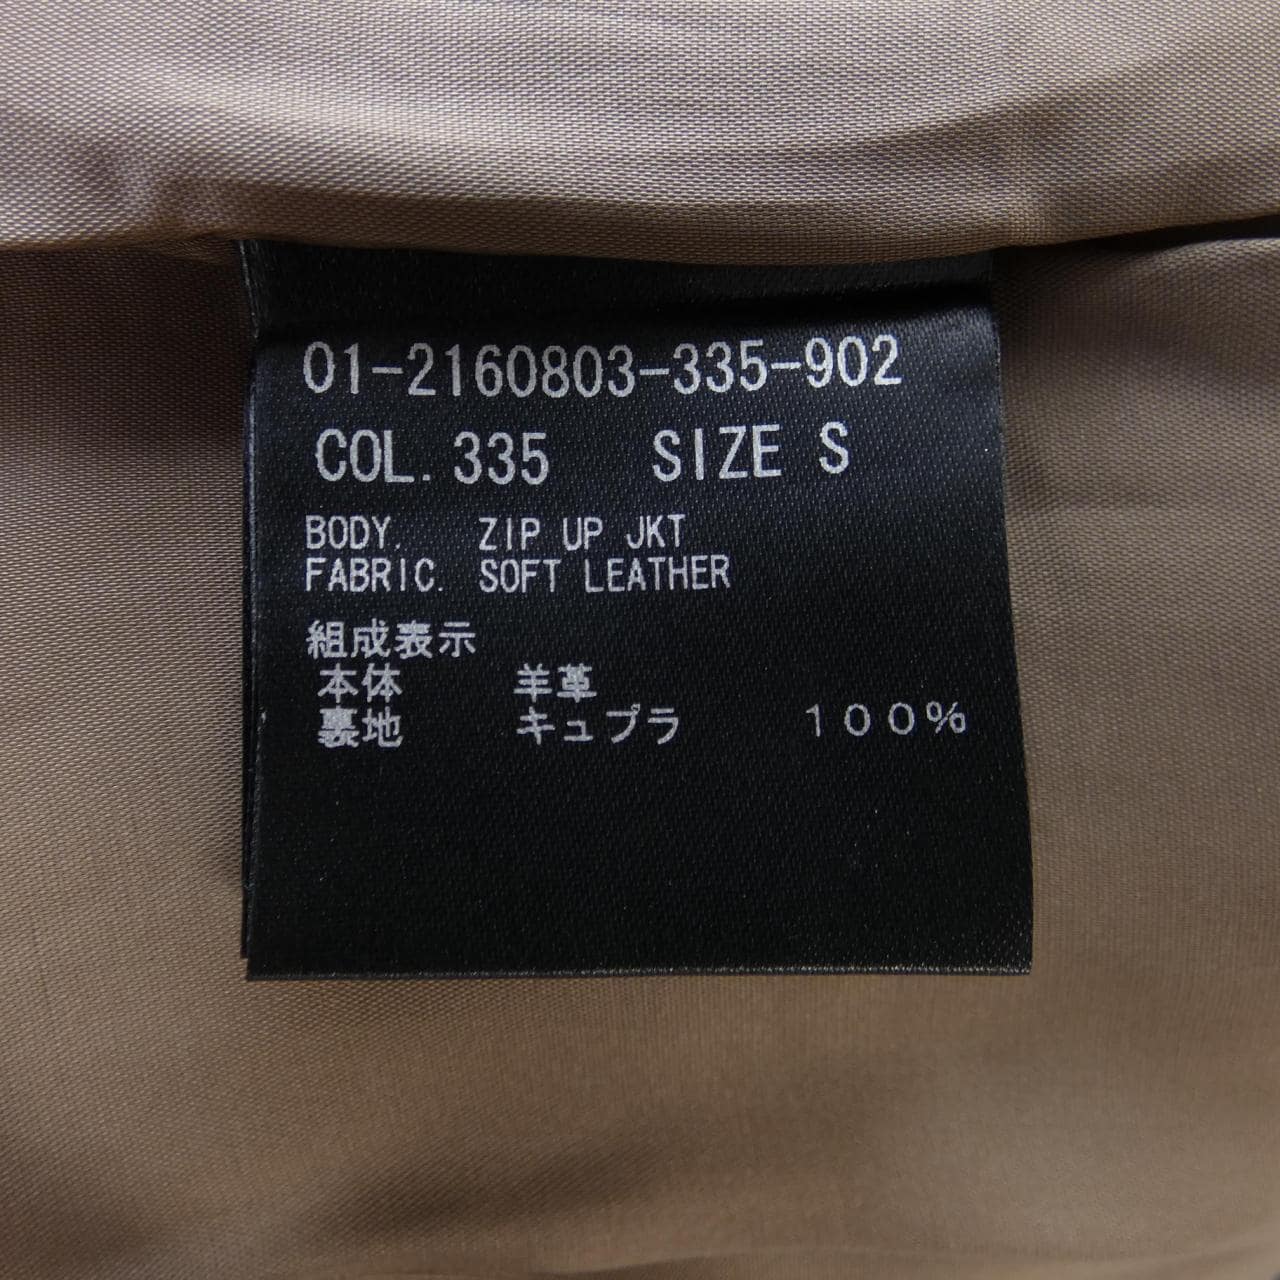 01-2160803-335-902
COL. 335 SIZE S
BODY. ZIP UP JKT
FABRIC. SOFT LEATHER
組成表示
本体 羊革
裏地 キュプラ 100%